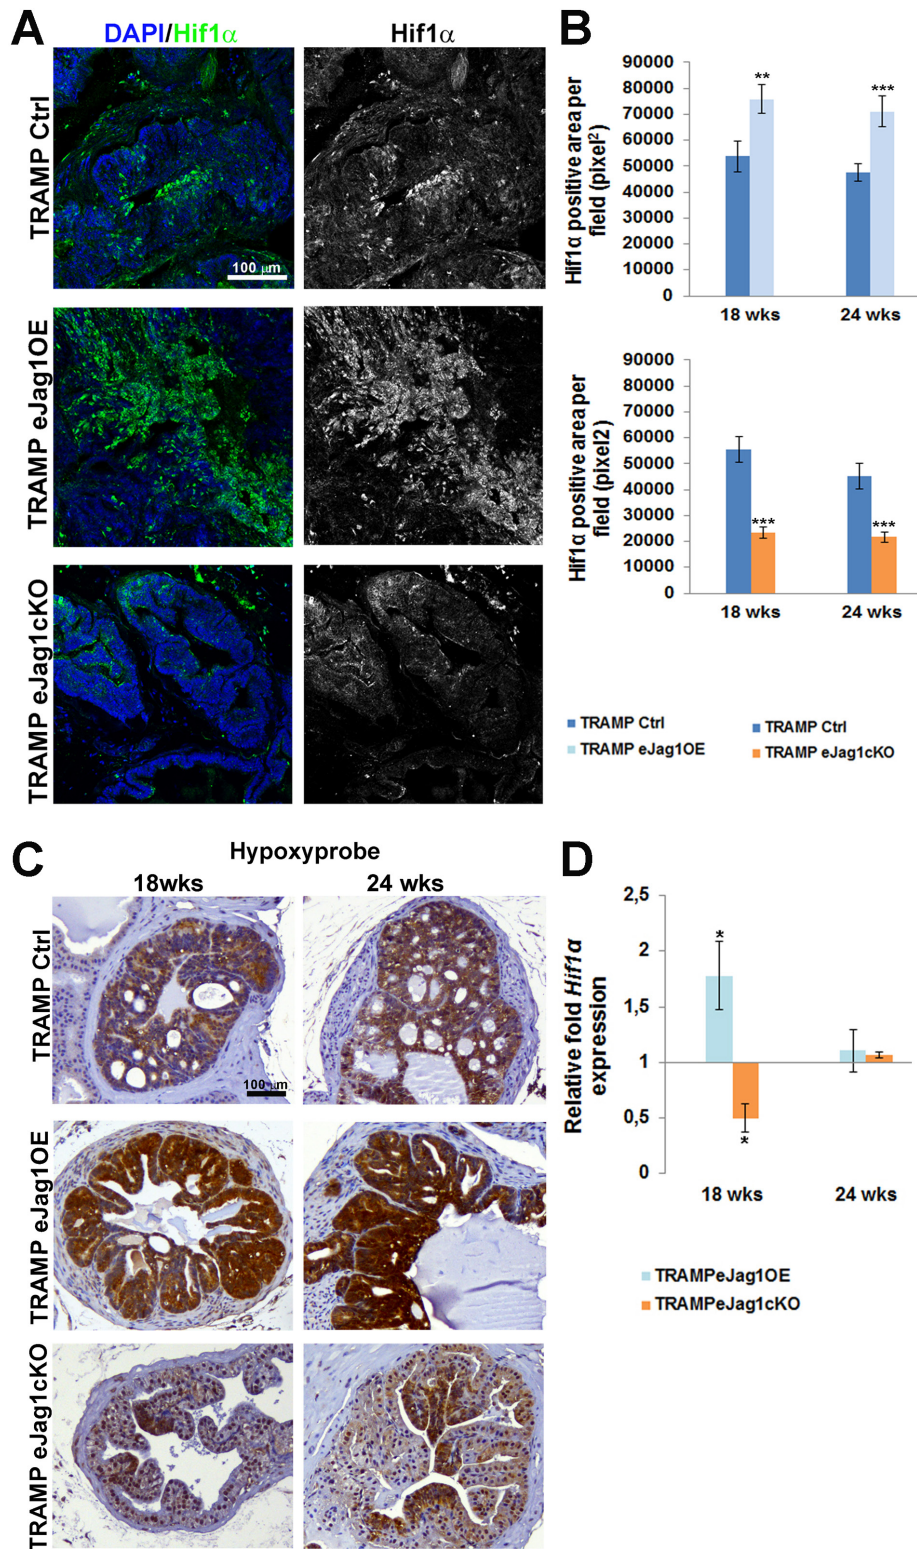 A
DAPI/Hif1α
Hif1α
TRAMP Ctrl
100 µm
TRAMP eJag1OE
TRAMP eJag1cKO
B
Hif1α positive area per
field (pixel²)
90000
80000
70000
60000
50000
40000
30000
20000
10000
0
**
***
18 wks
24 wks
Hif1α positive area per
field (pixel2)
90000
80000
70000
60000
50000
40000
30000
20000
10000
0
***
***
18 wks
24 wks
TRAMP Ctrl
TRAMP eJag1OE
TRAMP Ctrl
TRAMP eJag1cKO
C
Hypoxyprobe
18wks
24 wks
TRAMP Ctrl
100 µm
TRAMP eJag1OE
TRAMP eJag1cKO
D
Relative fold Hif1α
expression
2,5
2
1,5
1
0,5
0
*
*
18 wks
24 wks
TRAMPeJag1OE
TRAMPeJag1cKO